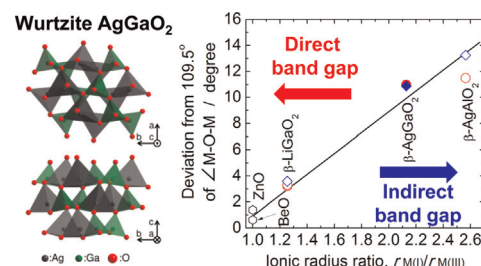 Wurtzite AgGaO₂
a
b
c
c
b
a
●:Ag ●:Ga ●:O
Deviation from 109.5°
of ∠M-O-M / degree
16
14
12
10
8
6
4
2
0
Direct
band gap
Indirect
band gap
ZnO
BeO
β-LiGaO₂
β-AgGaO₂
β-AgAlO₂
1.0 1.2 1.4 1.6 1.8 2.0 2.2 2.4 2.6
Ionic radius ratio, r M(I)/r M(III)